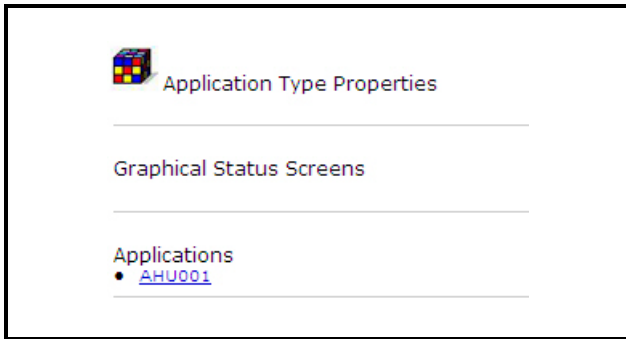 Application Type Properties
Graphical Status Screens
Applications
• AHU001